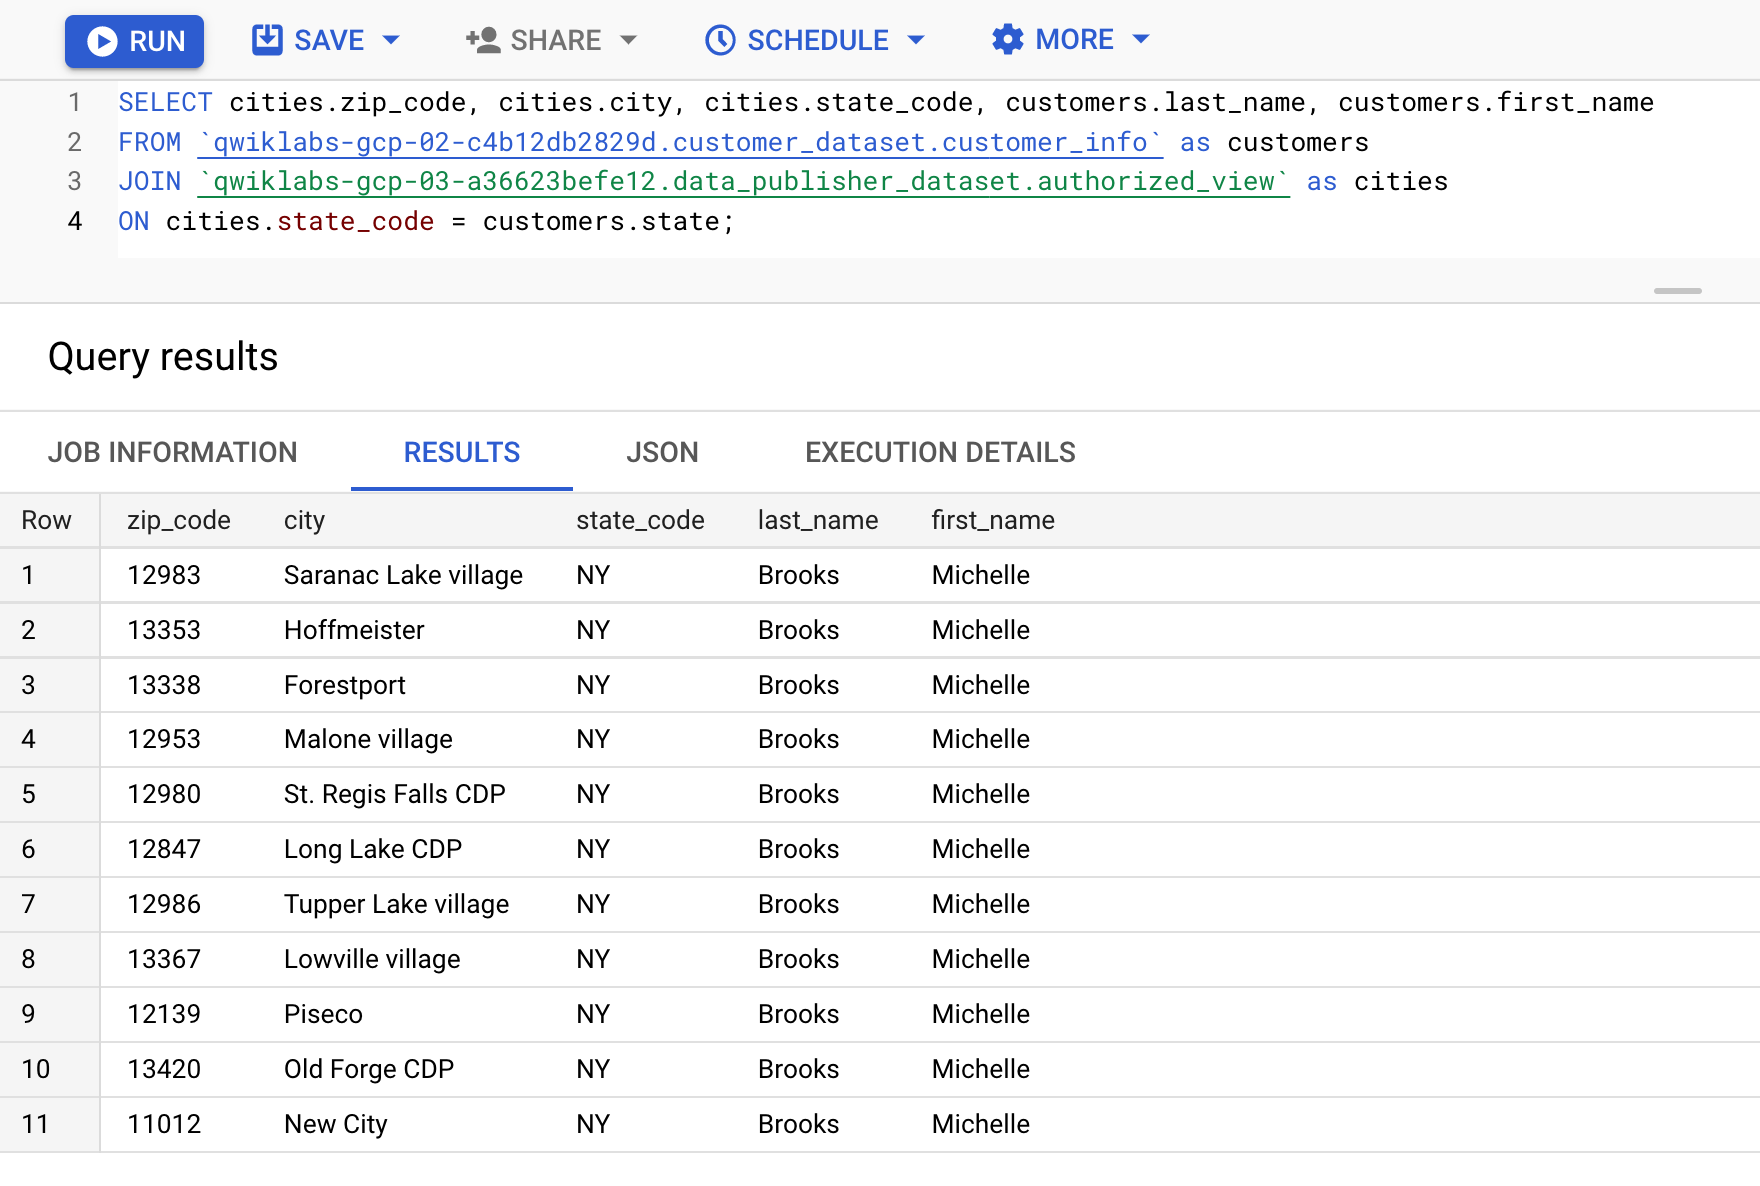 RUN SAVE SHARE SCHEDULE MORE
1 SELECT cities.zip_code, cities.city, cities.state_code, customers.last_name, customers.first_name
2 FROM `qwiklabs-gcp-02-c4b12db2829d.customer_dataset.customer_info` as customers
3 JOIN `qwiklabs-gcp-03-a36623befe12.data_publisher_dataset.authorized_view` as cities
4 ON cities.state_code = customers.state;
Query results
JOB INFORMATION RESULTS JSON EXECUTION DETAILS
Row zip_code city state_code last_name first_name
1 12983 Saranac Lake village NY Brooks Michelle
2 13353 Hoffmeister NY Brooks Michelle
3 13338 Forestport NY Brooks Michelle
4 12953 Malone village NY Brooks Michelle
5 12980 St. Regis Falls CDP NY Brooks Michelle
6 12847 Long Lake CDP NY Brooks Michelle
7 12986 Tupper Lake village NY Brooks Michelle
8 13367 Lowville village NY Brooks Michelle
9 12139 Piseco NY Brooks Michelle
10 13420 Old Forge CDP NY Brooks Michelle
11 11012 New City NY Brooks Michelle